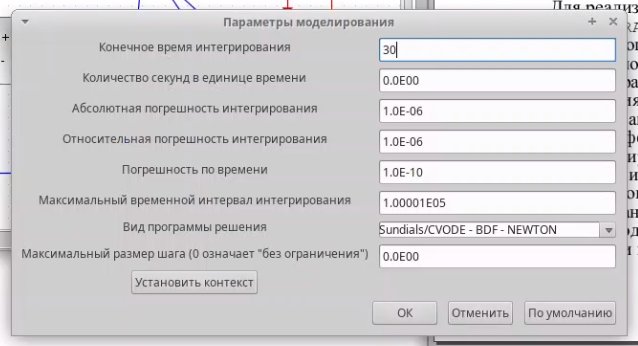 Для реализ
Параметры моделирования
Конечное время интегрирования 30
Количество секунд в единице времени 0.0E00
Абсолютная погрешность интегрирования 1.0E-06
Относительная погрешность интегрирования 1.0E-06
Погрешность по времени 1.0E-10
Максимальный временной интервал интегрирования 1.00001E05
Вид программы решения Sundials/CVODE - BDF - NEWTON
Максимальный размер шага (0 означает "без ограничения") 0.0E00
Установить контекст
ОК Отменить По умолчанию